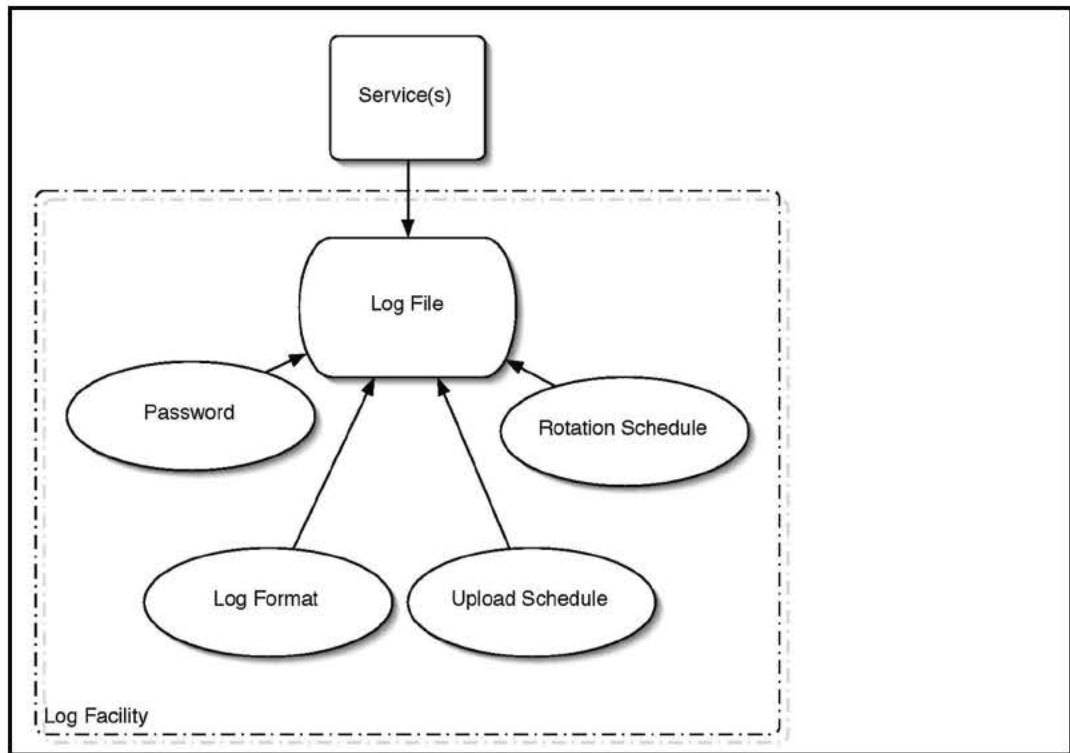 Service(s)
Log File
Password
Rotation Schedule
Log Format
Upload Schedule
Log Facility